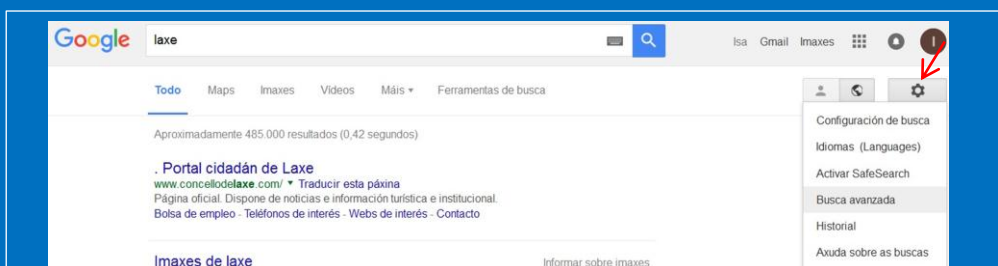 Google
laxe
Isa Gmail Imaxes
I
Todo Maps Imaxes Vídeos Máis Ferramentas de busca
Aproximadamente 485.000 resultados (0,42 segundos)
. Portal cidadán de Laxe
www.concellodelaxe.com/ Traducir esta páxina
Página oficial. Dispone de noticias e información turística e institucional.
Bolsa de empleo - Teléfonos de interés - Webs de interés - Contacto
Imaxes de laxe
Informar sobre imaxes
Configuración de busca
Idiomas (Languages)
Activar SafeSearch
Busca avanzada
Historial
Axuda sobre as buscas